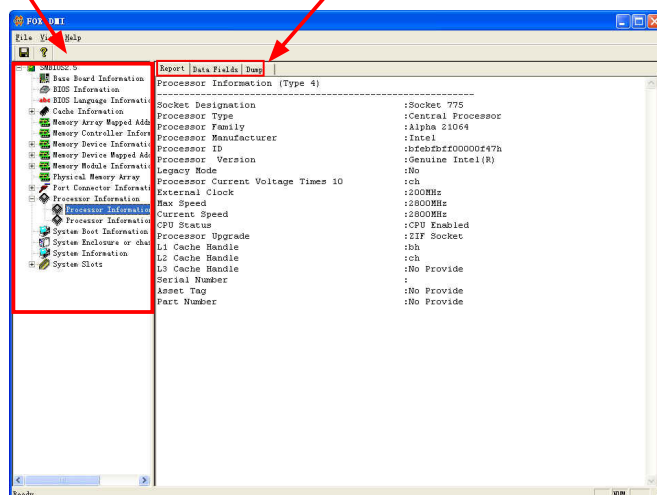 FOX DMI
File View Help
SMBIOS2.5
Base Board Information
BIOS Information
BIOS Language Informatio
Cache Information
Memory Array Mapped Addr
Memory Controller Inform
Memory Device Informatio
Memory Device Mapped Add
Memory Module Informatio
Physical Memory Array
Port Connector Informati
Processor Information
Processor Information
Processor Information
System Boot Information
System Enclosure or chas
System Information
System Slots
Report Data Fields Dump
Processor Information (Type 4)
Socket Designation :Socket 775
Processor Type :Central Processor
Processor Family :Alpha 21064
Processor Manufacturer :Intel
Processor ID :bfebfbff00000f47h
Processor Version :Genuine Intel(R)
Legacy Mode :No
Processor Current Voltage Times 10 :ch
External Clock :200MHz
Max Speed :2800MHz
Current Speed :2800MHz
CPU Status :CPU Enabled
Processor Upgrade :ZIF Socket
L1 Cache Handle :bh
L2 Cache Handle :ch
L3 Cache Handle :No Provide
Serial Number :
Asset Tag :No Provide
Part Number :No Provide
Ready NUM